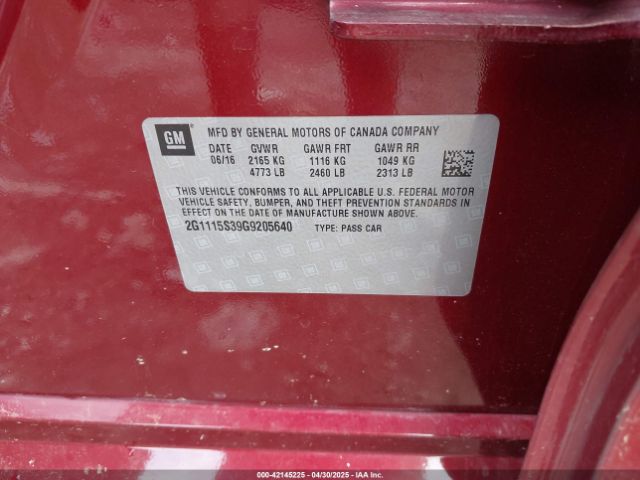 GM
MFD BY GENERAL MOTORS OF CANADA COMPANY
DATE GVWR GAWR FRT GAWR RR
06/16 2165 KG 1116 KG 1049 KG
4773 LB 2460 LB 2313 LB
THIS VEHICLE CONFORMS TO ALL APPLICABLE U.S. FEDERAL MOTOR
VEHICLE SAFETY, BUMPER, AND THEFT PREVENTION STANDARDS IN
EFFECT ON THE DATE OF MANUFACTURE SHOWN ABOVE.
2G1115S39G9205640 TYPE: PASS CAR
000-42145225 - 04/30/2025 - IAAI, Inc.